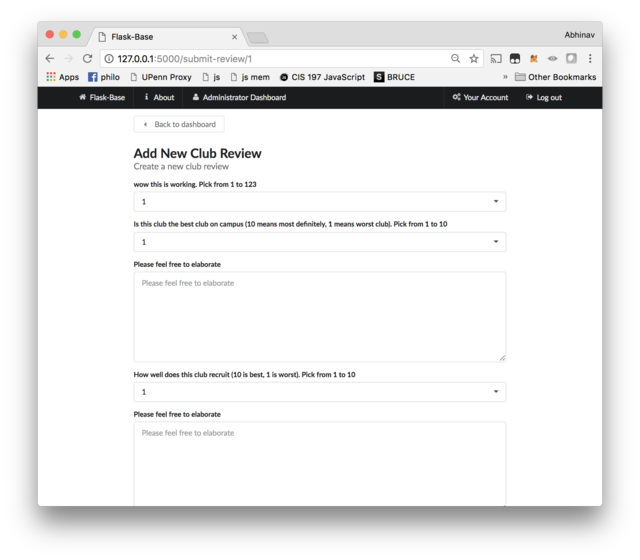 Flask-Base
Abhinav
127.0.0.1:5000/submit-review/1
Apps philo UPenn Proxy js js mem CIS 197 JavaScript S BRUCE » Other Bookmarks
Flask-Base About Administrator Dashboard Your Account Log out
Back to dashboard
Add New Club Review
Create a new club review
wow this is working. Pick from 1 to 123
1
Is this club the best club on campus (10 means most definitely, 1 means worst club). Pick from 1 to 10
1
Please feel free to elaborate
Please feel free to elaborate
How well does this club recruit (10 is best, 1 is worst). Pick from 1 to 10
1
Please feel free to elaborate
Please feel free to elaborate